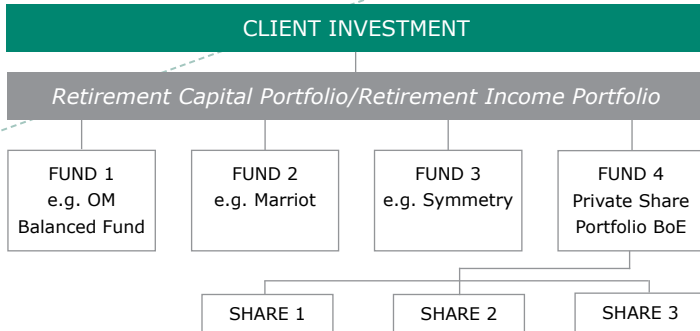 CLIENT INVESTMENT
Retirement Capital Portfolio/Retirement Income Portfolio
FUND 1
e.g. OM
Balanced Fund
FUND 2
e.g. Marriot
FUND 3
e.g. Symmetry
FUND 4
Private Share
Portfolio BoE
SHARE 1
SHARE 2
SHARE 3